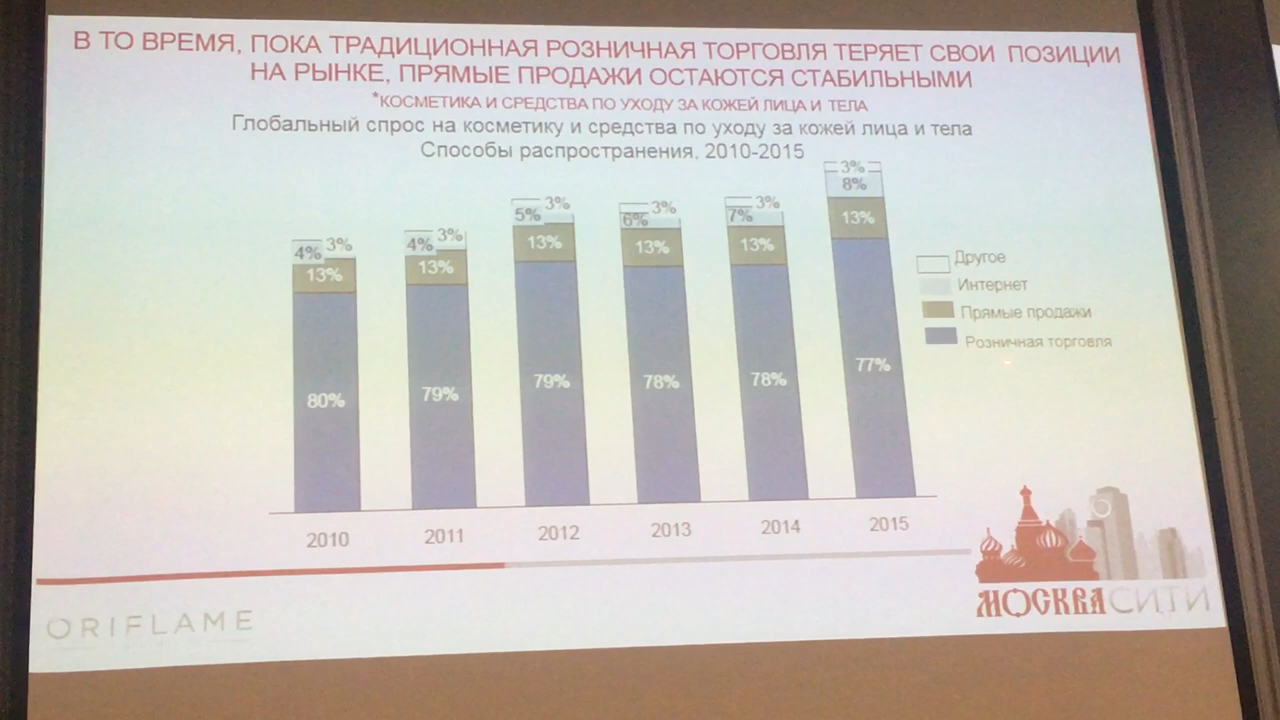 В ТО ВРЕМЯ, ПОКА ТРАДИЦИОННАЯ РОЗНИЧНАЯ ТОРГОВЛЯ ТЕРЯЕТ СВОИ ПОЗИЦИИ
НА РЫНКЕ, ПРЯМЫЕ ПРОДАЖИ ОСТАЮТСЯ СТАБИЛЬНЫМИ
*КОСМЕТИКА И СРЕДСТВА ПО УХОДУ ЗА КОЖЕЙ ЛИЦА И ТЕЛА
Глобальный спрос на косметику и средства по уходу за кожей лица и тела
Способы распространения, 2010-2015
3% 3% 3% 3% 3% 3%
4% 4% 5% 6% 7% 8%
13% 13% 13% 13% 13% 13%
80% 79% 79% 78% 78% 77%
2010 2011 2012 2013 2014 2015
Другое
Интернет
Прямые продажи
Розничная торговля
ORIFLAME
МОСКВАСИТИ